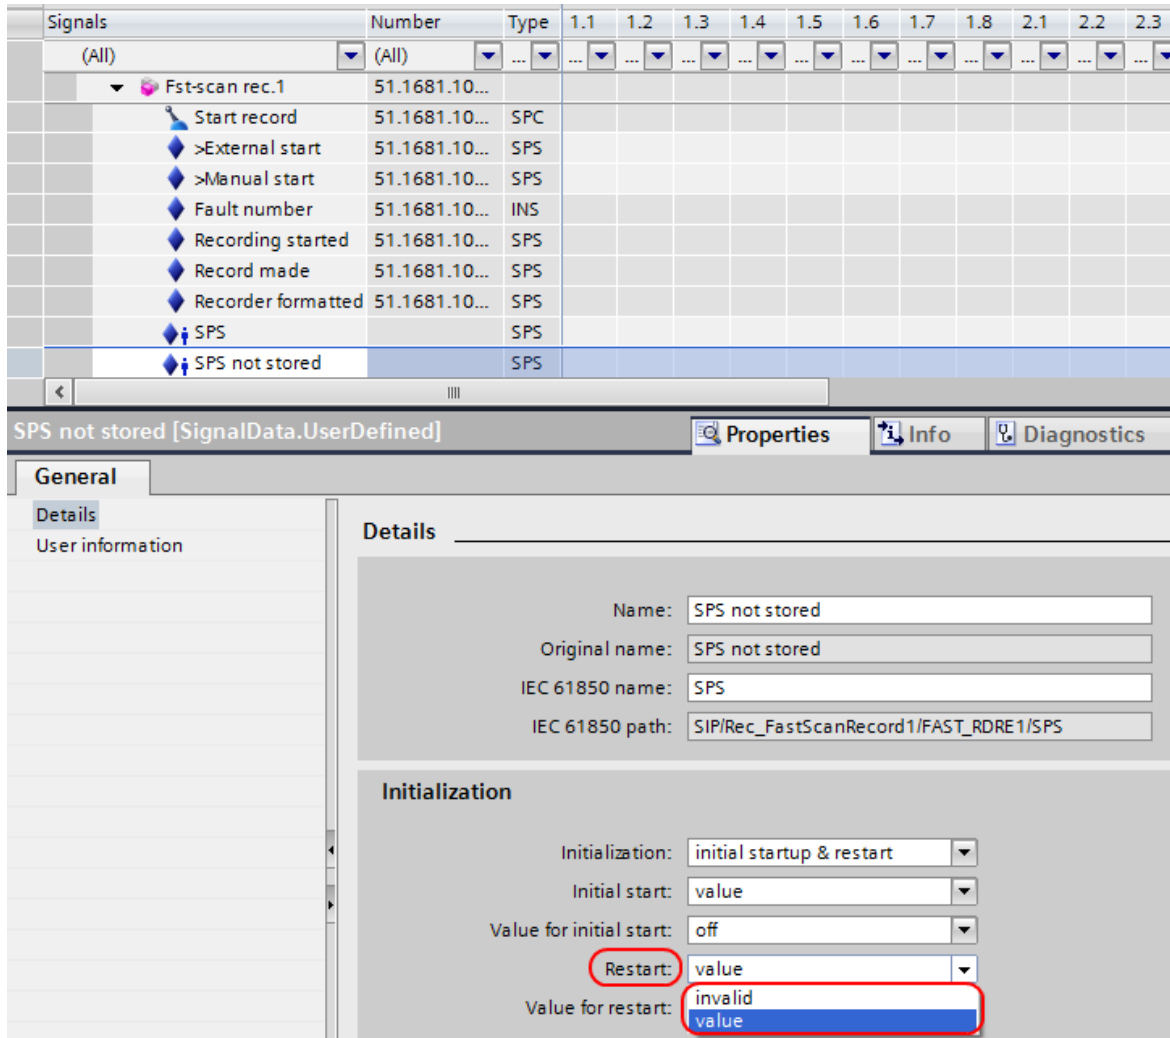 Signals Number Type 1.1 1.2 1.3 1.4 1.5 1.6 1.7 1.8 2.1 2.2 2.3
(All) (All) ... ... ... ... ... ... ... ... ... ... ... ...
Fst-scan rec.1 51.1681.10...
Start record 51.1681.10... SPC
>External start 51.1681.10... SPS
>Manual start 51.1681.10... SPS
Fault number 51.1681.10... INS
Recording started 51.1681.10... SPS
Record made 51.1681.10... SPS
Recorder formatted 51.1681.10... SPS
SPS SPS
SPS not stored SPS
SPS not stored [SignalData.UserDefined] Properties Info Diagnostics
General
Details
User information
Details
Name: SPS not stored
Original name: SPS not stored
IEC 61850 name: SPS
IEC 61850 path: SIP/Rec_FastScanRecord1/FAST_RDRE1/SPS
Initialization
Initialization: initial startup & restart
Initial start: value
Value for initial start: off
Restart: value
Value for restart: invalid
value